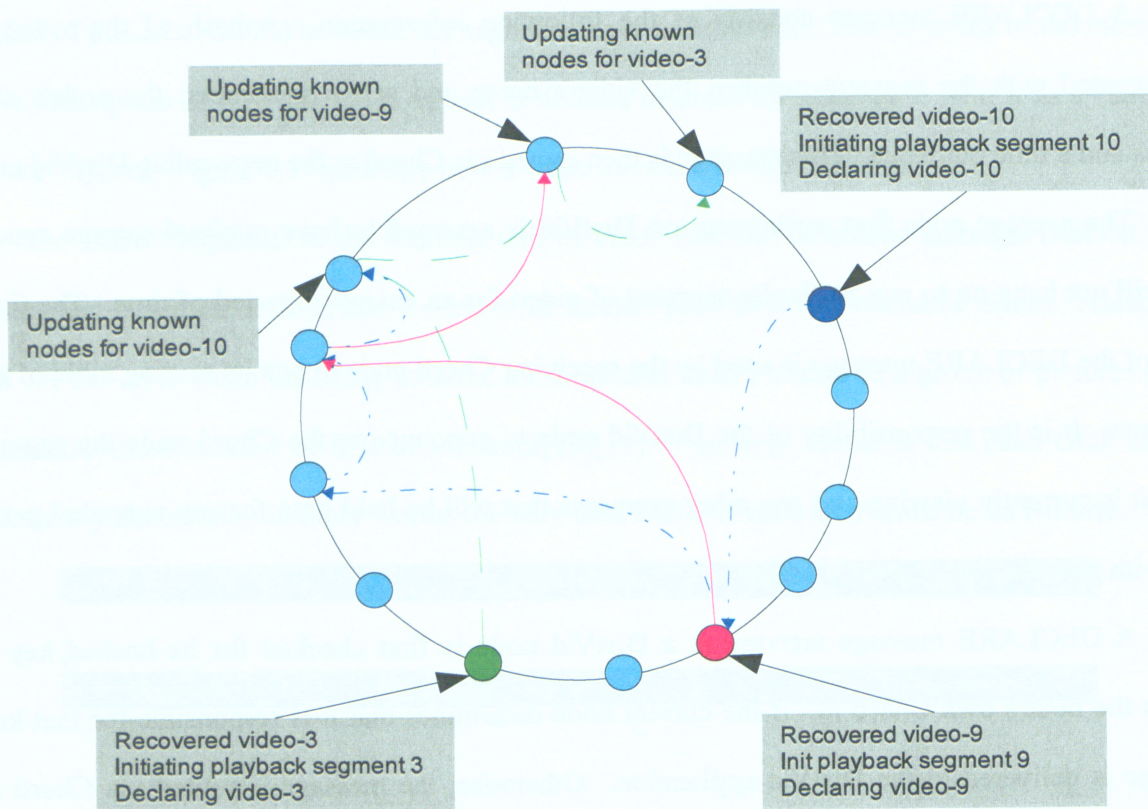 Updating known
nodes for video-3
Updating known
nodes for video-9
Recovered video-10
Initiating playback segment 10
Declaring video-10
Updating known
nodes for video-10
Recovered video-3
Initiating playback segment 3
Declaring video-3
Recovered video-9
Init playback segment 9
Declaring video-9